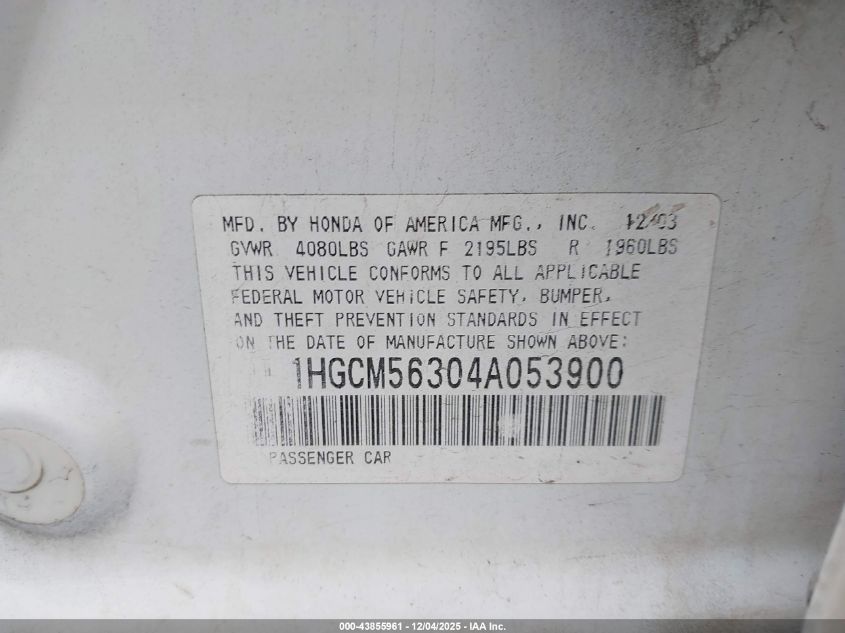 MFD. BY HONDA OF AMERICA MFG., INC. 12/03
GVWR 4080LBS GAWR F 2195LBS R 1960LBS
THIS VEHICLE CONFORMS TO ALL APPLICABLE
FEDERAL MOTOR VEHICLE SAFETY, BUMPER,
AND THEFT PREVENTION STANDARDS IN EFFECT
ON THE DATE OF MANUFACTURE SHOWN ABOVE:
1HGCM56304A053900
PASSENGER CAR
000-43855961 - 12/04/2025 - IAA Inc.